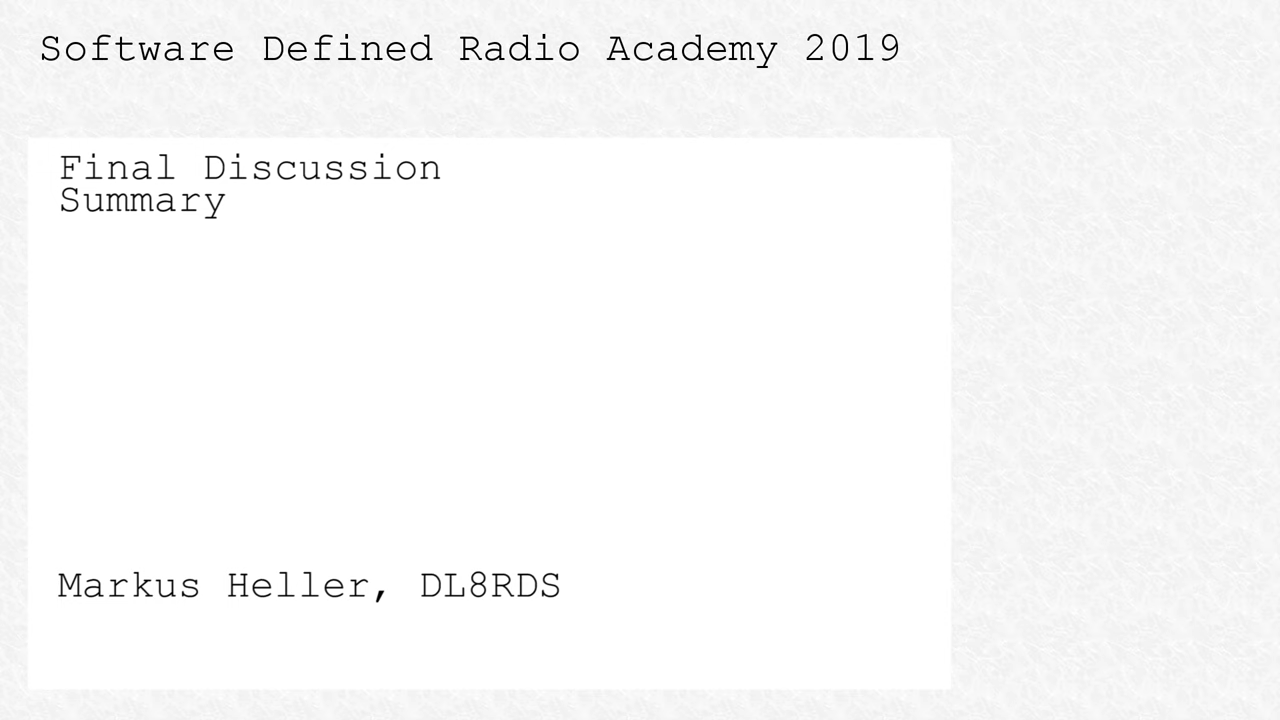 Software Defined Radio Academy 2019
Final Discussion
Summary
Markus Heller, DL8RDS